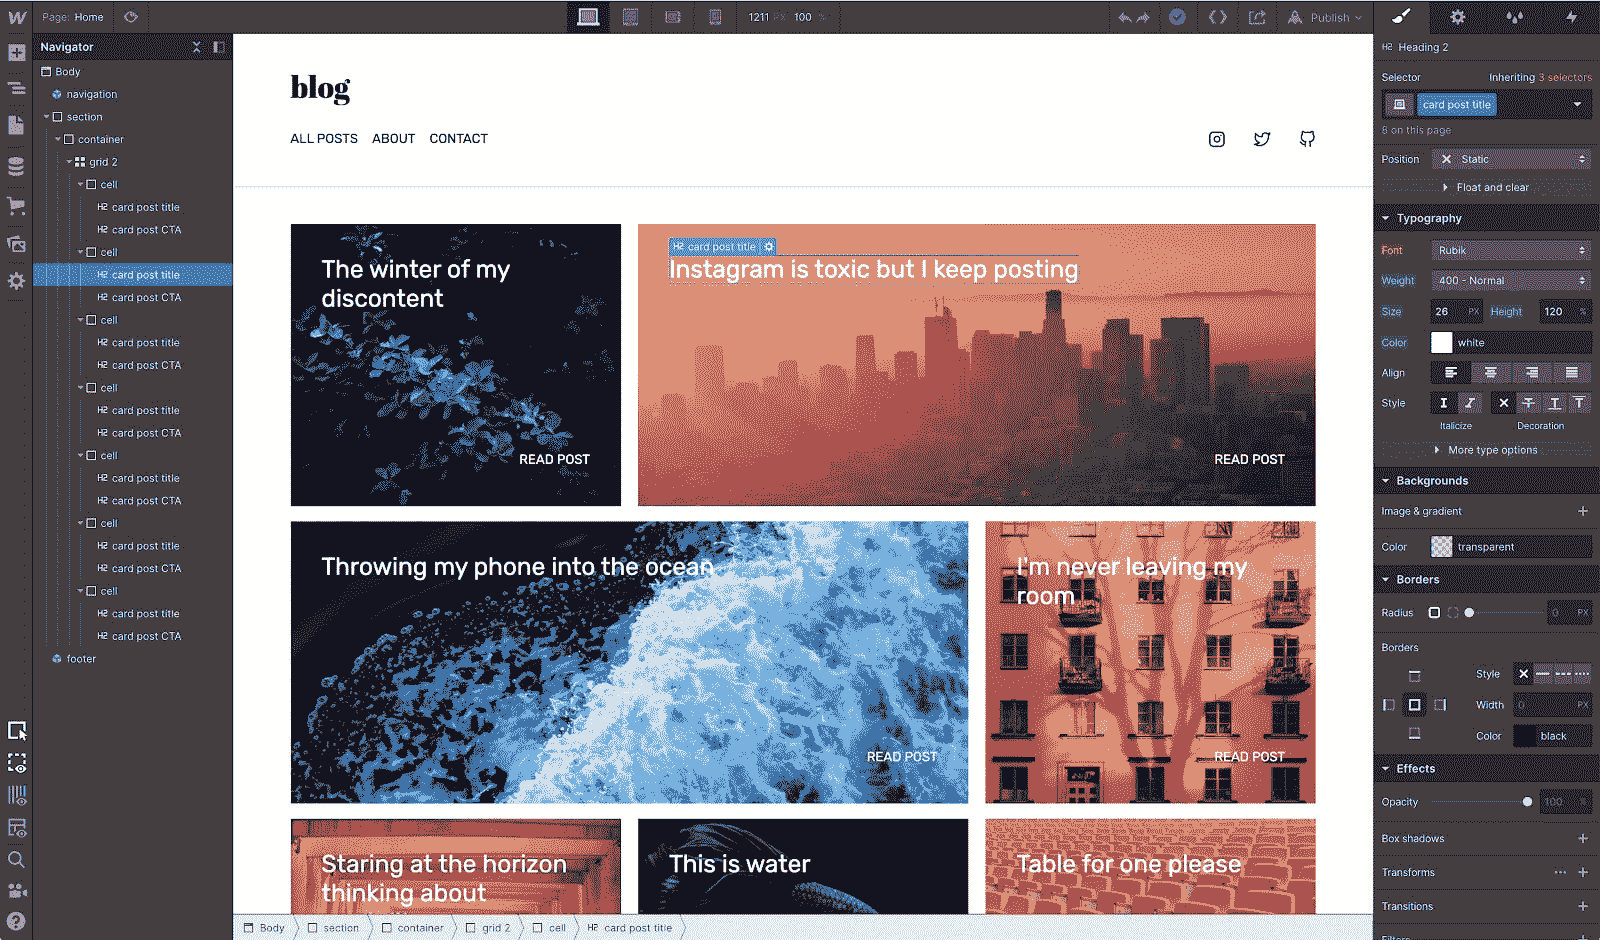 Page: Home
1211 PX 100 %
Publish
Navigator
Body
navigation
section
container
grid 2
cell
H2 card post title
H2 card post CTA
cell
H2 card post title
H2 card post CTA
cell
H2 card post title
H2 card post CTA
cell
H2 card post title
H2 card post CTA
cell
H2 card post title
H2 card post CTA
cell
H2 card post title
H2 card post CTA
cell
H2 card post title
H2 card post CTA
footer
blog
ALL POSTS ABOUT CONTACT
The winter of my
discontent
READ POST
H2 card post title
Instagram is toxic but I keep posting
READ POST
Throwing my phone into the ocean
READ POST
I'm never leaving my
room
READ POST
Staring at the horizon
thinking about
This is water
Table for one please
Body section container grid 2 cell H2 card post title
H2 Heading 2
Selector Inheriting 3 selectors
card post title
8 on this page
Position Static
Float and clear
Typography
Font Rubik
Weight 400 - Normal
Size 26 PX Height 120 %
Color white
Align
Style
Italicize Decoration
More type options
Backgrounds
Image & gradient
Color transparent
Borders
Radius 0 PX
Borders
Style
Width 0 PX
Color black
Effects
Opacity 100 %
Box shadows
Transforms
Transitions